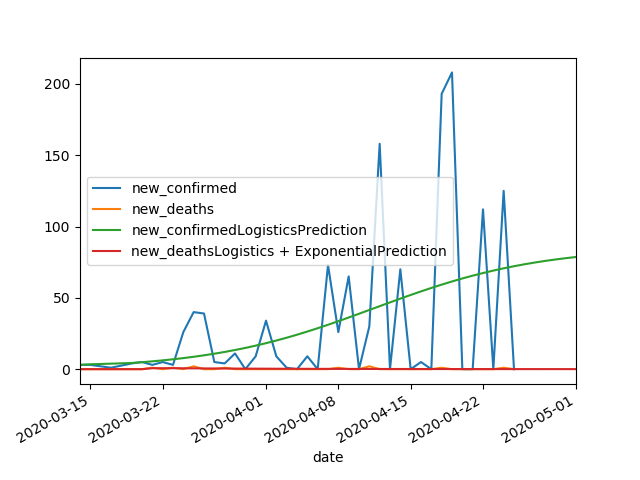 200
150
100
50
0
new_confirmed
new_deaths
new_confirmedLogisticsPrediction
new_deathsLogistics + ExponentialPrediction
2020-03-15
2020-03-22
2020-04-01
2020-04-08
2020-04-15
2020-04-22
2020-05-01
date